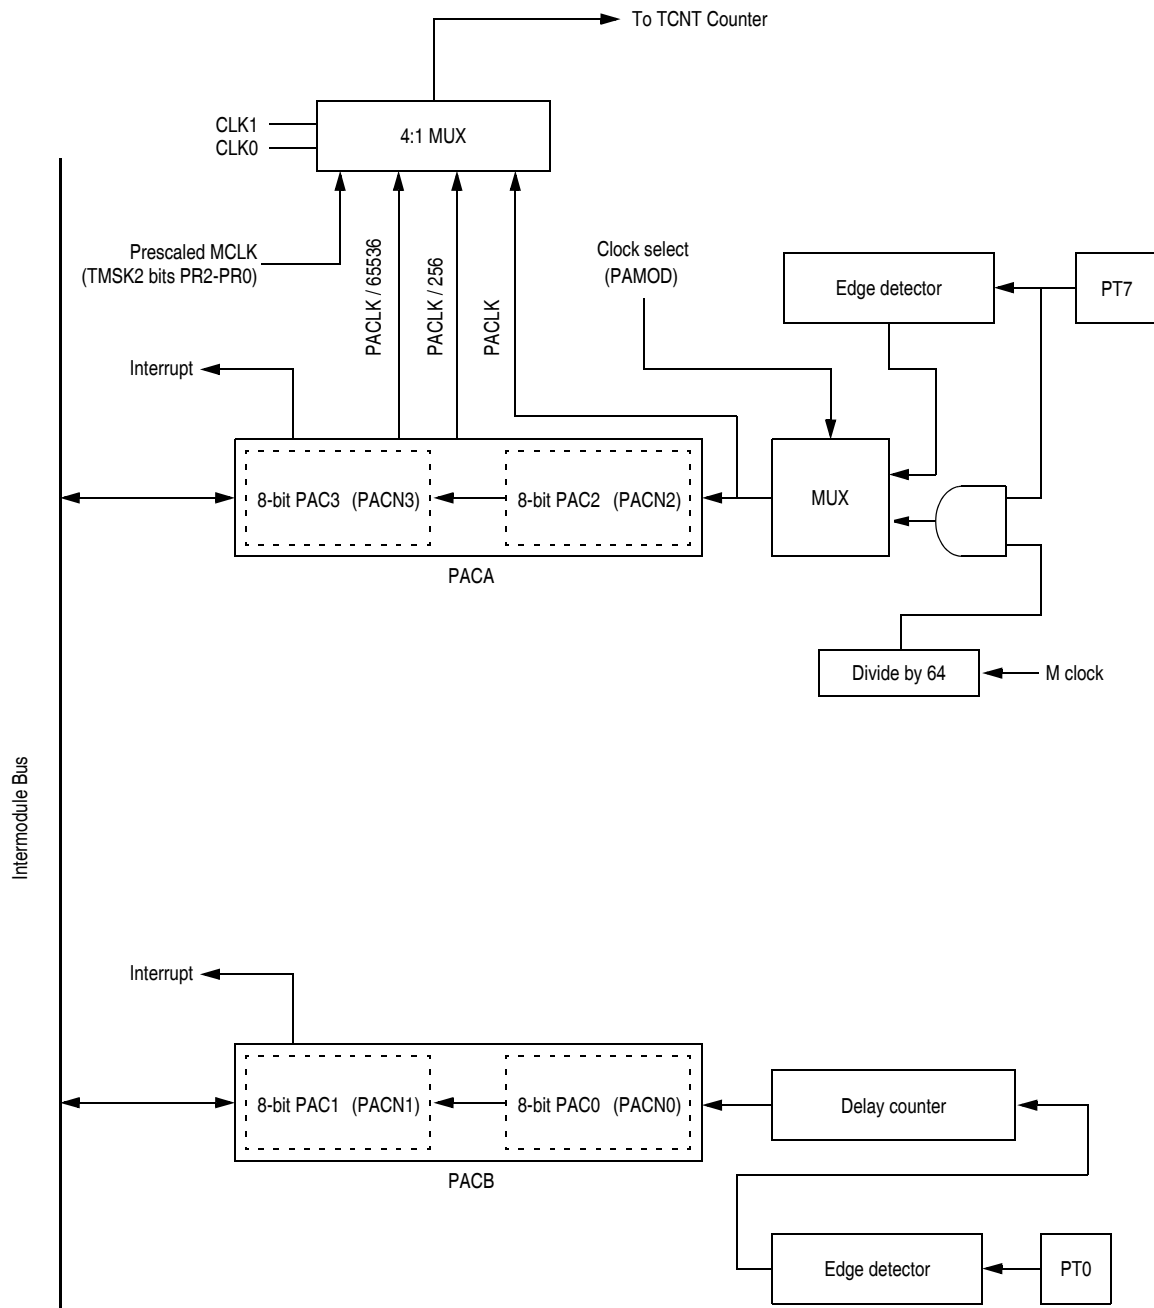 To TCNT Counter
CLK1
CLK0
4:1 MUX
Prescaled MCLK
(TMSK2 bits PR2-PR0)
PACLK / 65536
PACLK / 256
PACLK
Clock select
(PAMOD)
Edge detector
PT7
Interrupt
8-bit PAC3 (PACN3)
8-bit PAC2 (PACN2)
MUX
PACA
Divide by 64
M clock
Intermodule Bus
Interrupt
8-bit PAC1 (PACN1)
8-bit PAC0 (PACN0)
Delay counter
PACB
Edge detector
PT0